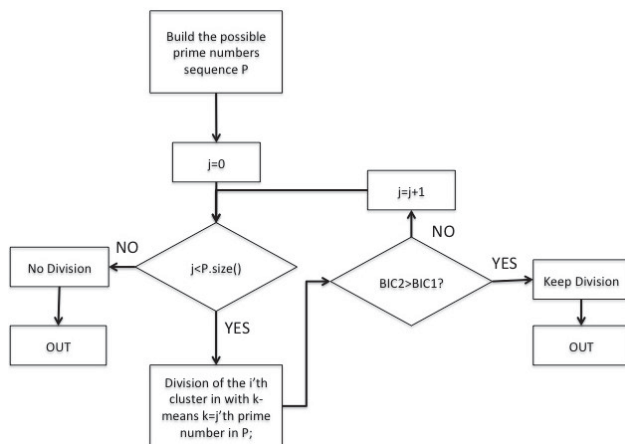 Build the possible
prime numbers
sequence P
j=0
j=j+1
NO
NO
No Division
j<P.size()
BIC2>BIC1?
YES
Keep Division
OUT
YES
OUT
Division of the i'th
cluster in with k-
means k=j'th prime
number in P;